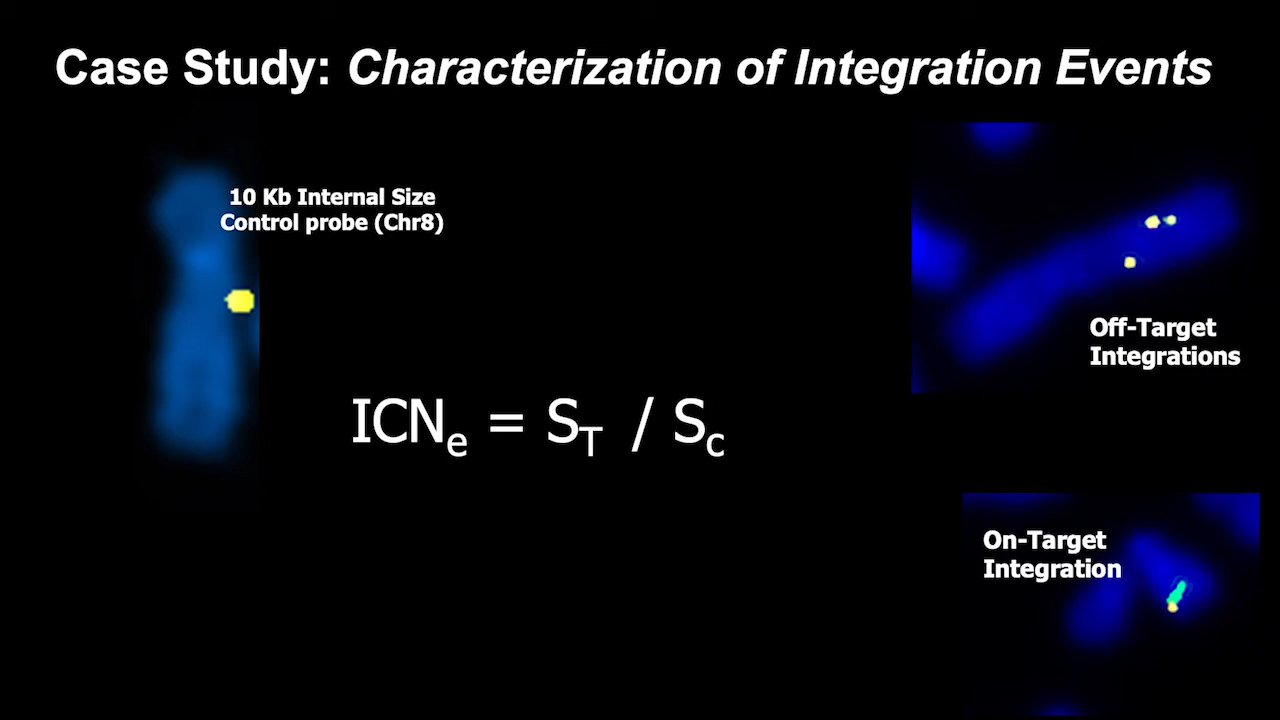 Case Study: Characterization of Integration Events
10 Kb Internal Size
Control probe (Chr8)
Off-Target
Integrations
ICNe = ST / Sc
On-Target
Integration